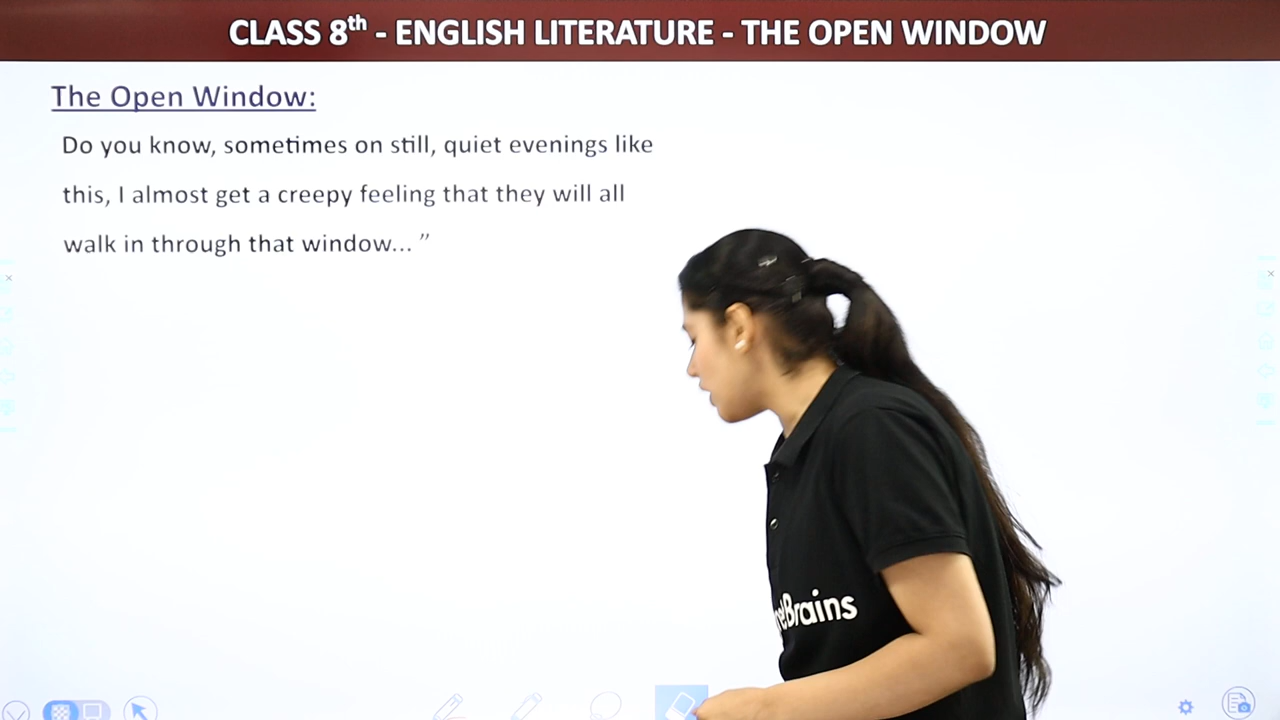 CLASS 8th - ENGLISH LITERATURE - THE OPEN WINDOW
The Open Window:
Do you know, sometimes on still, quiet evenings like
this, I almost get a creepy feeling that they will all
walk in through that window... ”
Brains